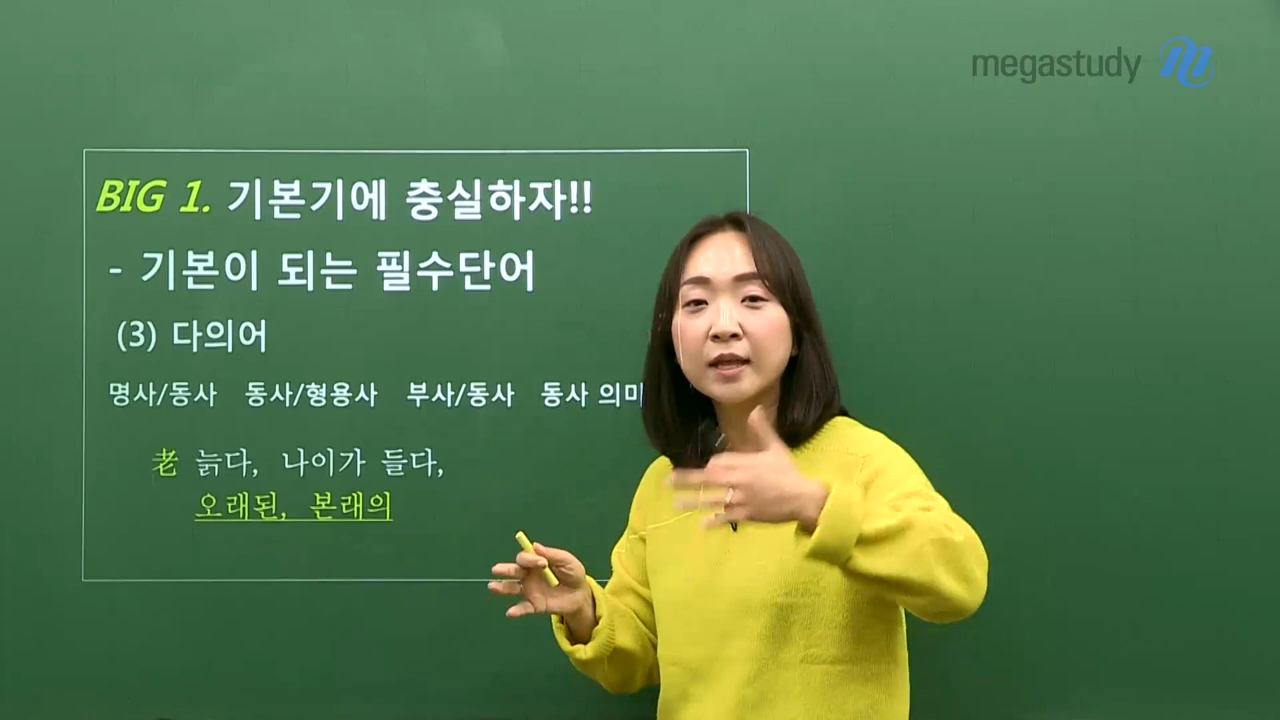 megastudy
BIG 1. 기본기에 충실하자!!
- 기본이 되는 필수단어
(3) 다의어
명사/동사 동사/형용사 부사/동사 동사 의미
老 늙다, 나이가 들다,
오래된, 본래의